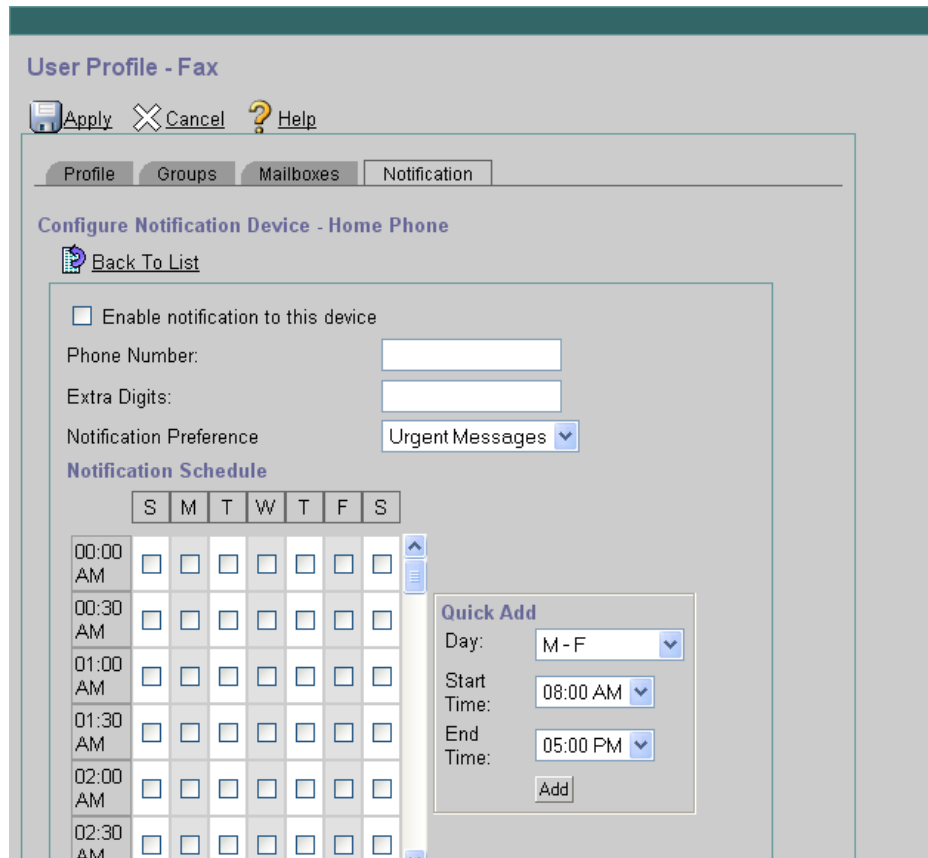 User Profile - Fax
Apply Cancel Help
Profile Groups Mailboxes Notification
Configure Notification Device - Home Phone
Back To List
Enable notification to this device
Phone Number:
Extra Digits:
Notification Preference Urgent Messages
Notification Schedule
S M T W T F S
00:00
AM
00:30
AM
01:00
AM
01:30
AM
02:00
AM
02:30
AM
Quick Add
Day: M - F
Start
Time: 08:00 AM
End
Time: 05:00 PM
Add